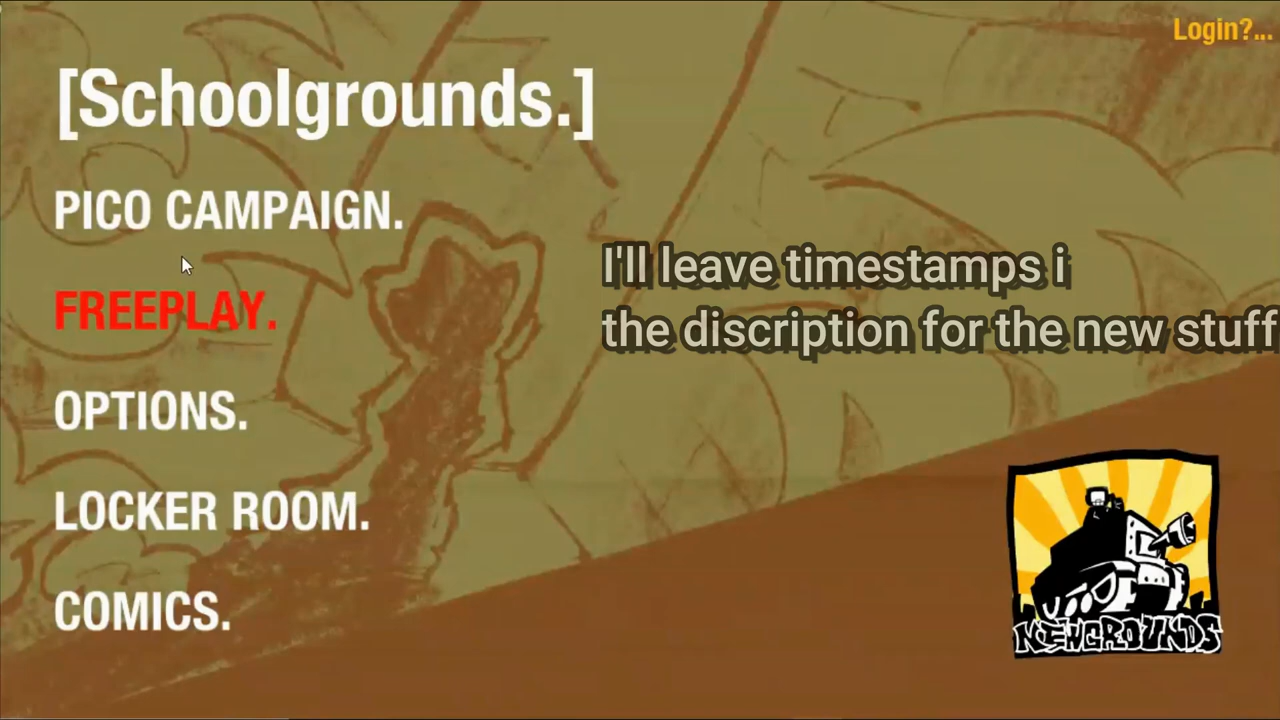 Login?...
[Schoolgrounds.]
PICO CAMPAIGN.
I'll leave timestamps i
the discription for the new stuff
FREEPLAY.
OPTIONS.
LOCKER ROOM.
COMICS.
NEWGROUNDS